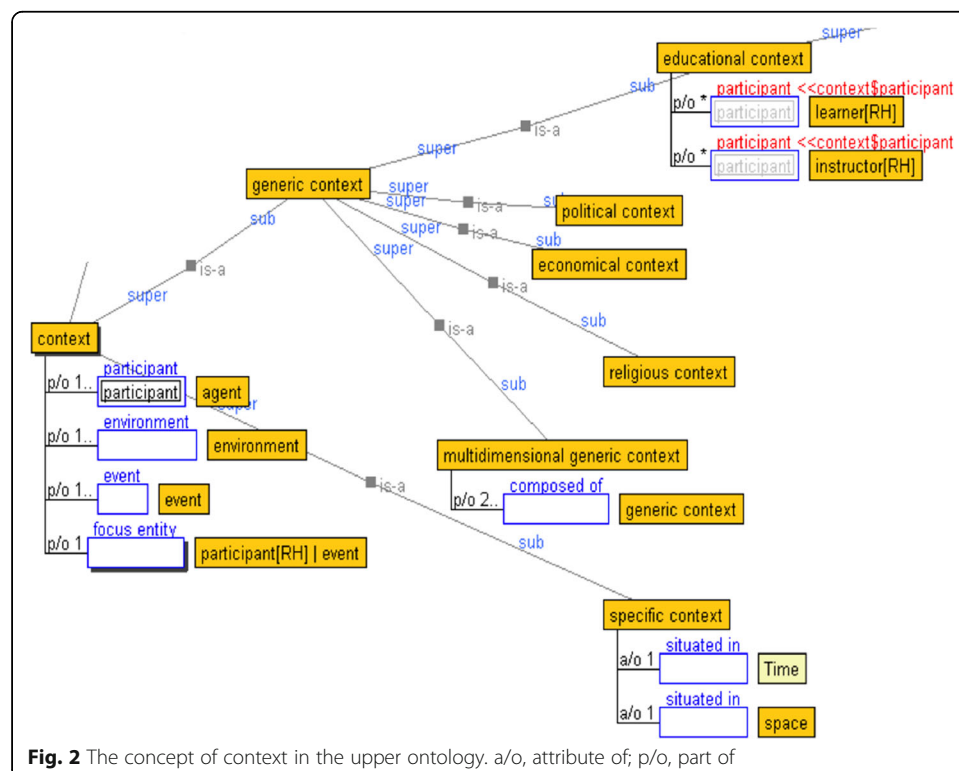 super
educational context
sub
participant <<context$participant
p/o *
participant
learner[RH]
is-a
participant <<context$participant
super
p/o *
participant
instructor[RH]
generic context
super
is-a
su
political context
super
sub
super
is-a
sub
super
economical context
is-a
is-a
super
sub
is-a
context
participant
p/o 1..
participant
agent
super
religious context
sub
environment
p/o 1..
environment
multidimensional generic context
is-a
event
p/o 1..
event
p/o 2..
composed of
generic context
focus entity
p/o 1
participant[RH] | event
sub
specific context
situated in
a/o 1
Time
situated in
a/o 1
space
Fig. 2 The concept of context in the upper ontology. a/o, attribute of; p/o, part of